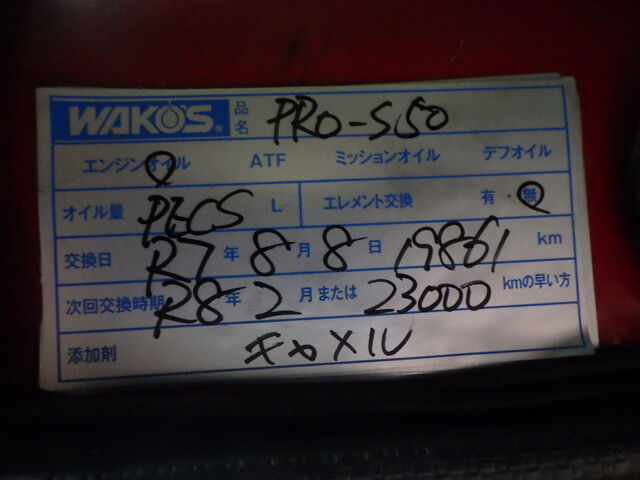 WAKO'S® 品名 PRO-S50
エンジンオイル ATF ミッションオイル デフオイル
オイル量 PECS L エレメント交換 有・無
交換日 R7年8月8日 19861 km
次回交換時期 R8年2月または 23000 kmの早い方
添加剤 キャメル